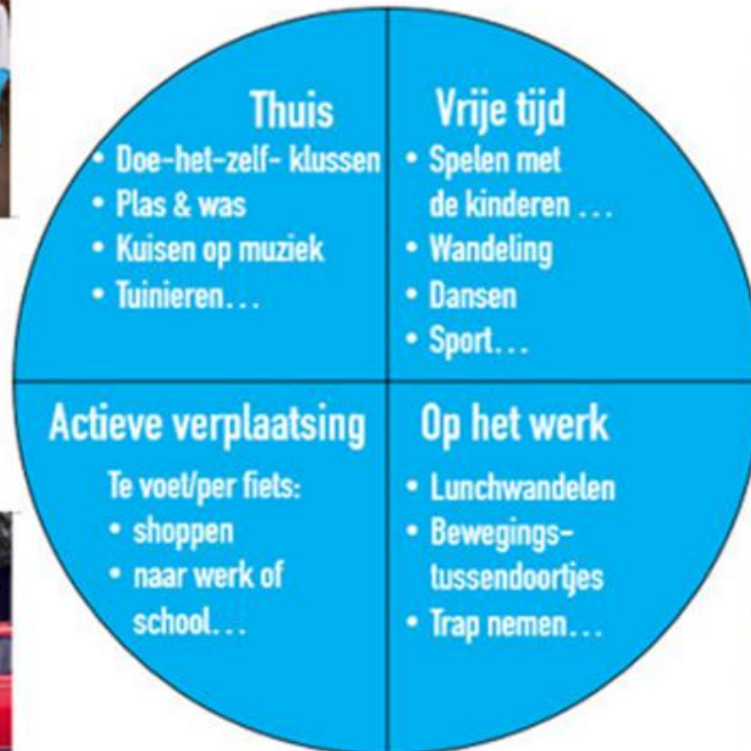 Thuis
• Doe-het-zelf- klussen
• Plas & was
• Kuisen op muziek
• Tuinieren...
Vrije tijd
• Spelen met
de kinderen ...
• Wandeling
• Dansen
• Sport...
Actieve verplaatsing
Te voet/per fiets:
• shoppen
• naar werk of
school...
Op het werk
• Lunchwandelen
• Bewegings-
tussendoortjes
• Trap nemen...